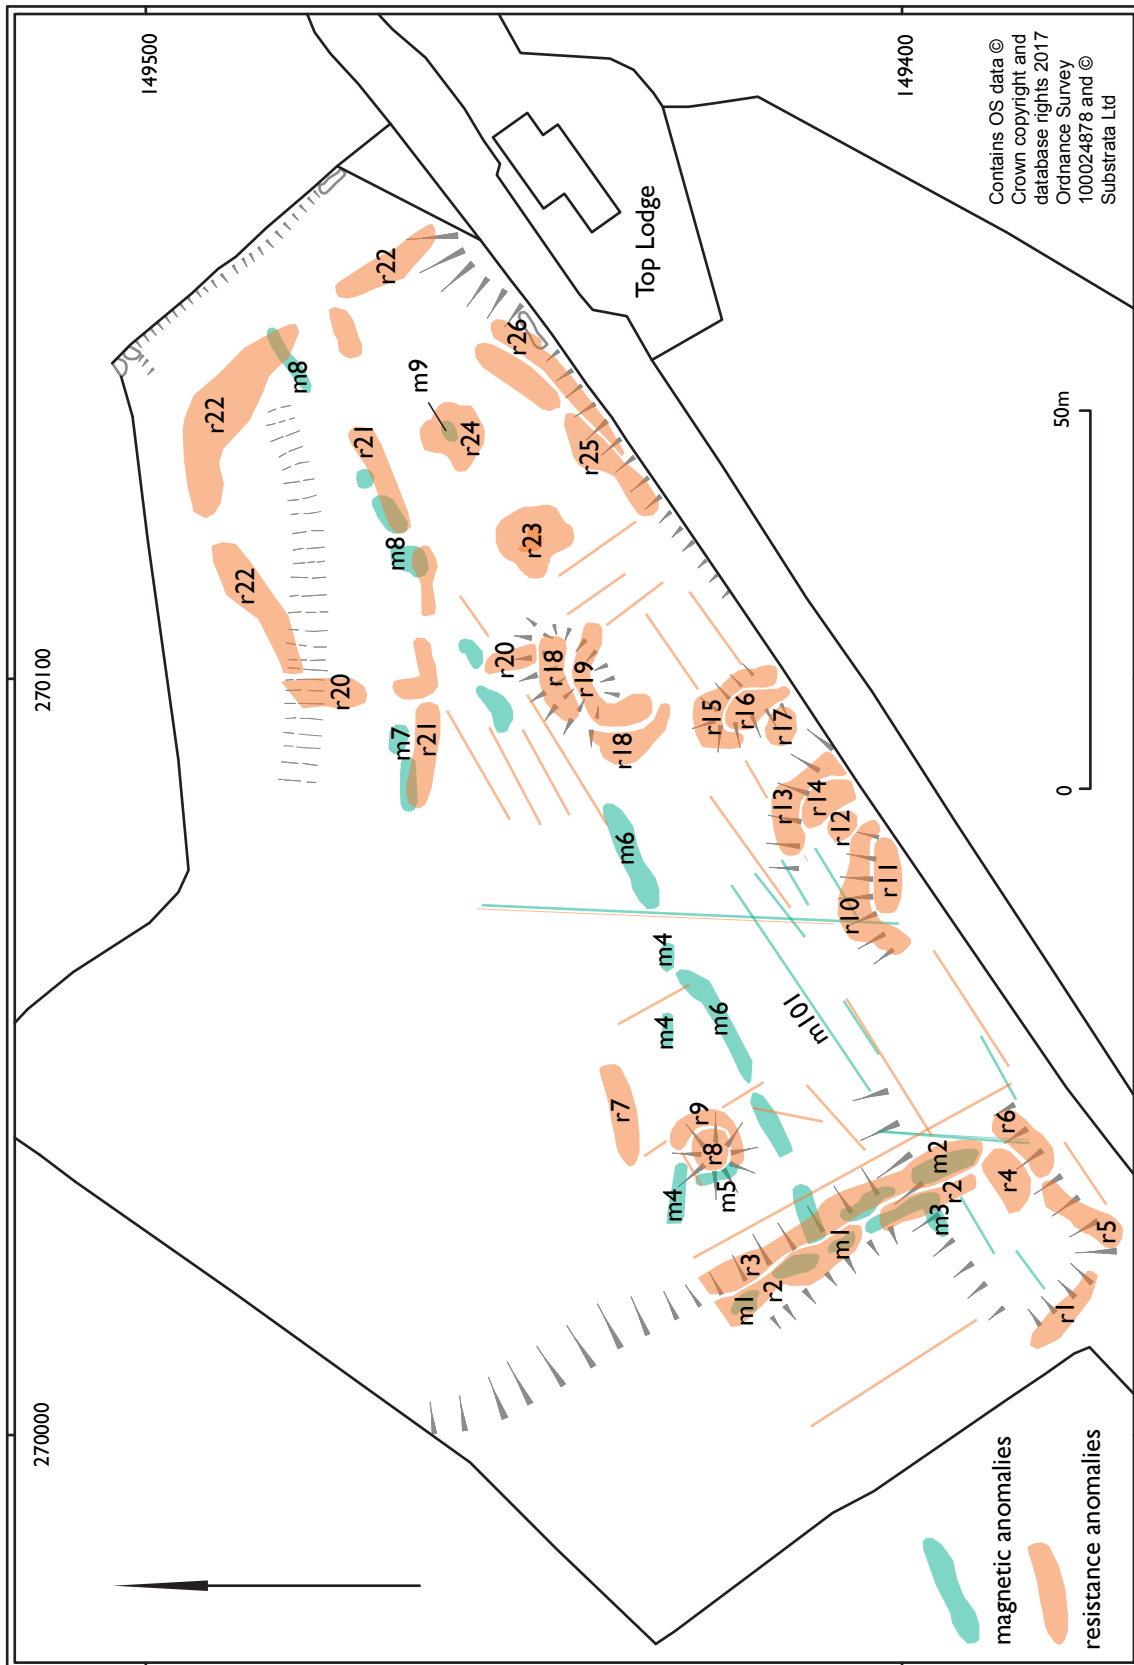 149500
149400
270100
270000
Contains OS data ©
Crown copyright and
database rights 2017
Ordnance Survey
100024878 and ©
Substrata Ltd
Top Lodge
r22
r22
m8
r22
r26
m9
r24
r21
r25
m8
r23
r22
r20
r20
r18
r19
r18
m7
r21
r15
r16
r17
m6
r13
r14
r12
r11
r10
m4
m4
m6
m101
r7
r9
r8
m4
m5
r6
m2
r2
r4
m3
r5
m1
r3
r2
m1
r1
0
50m
magnetic anomalies
resistance anomalies